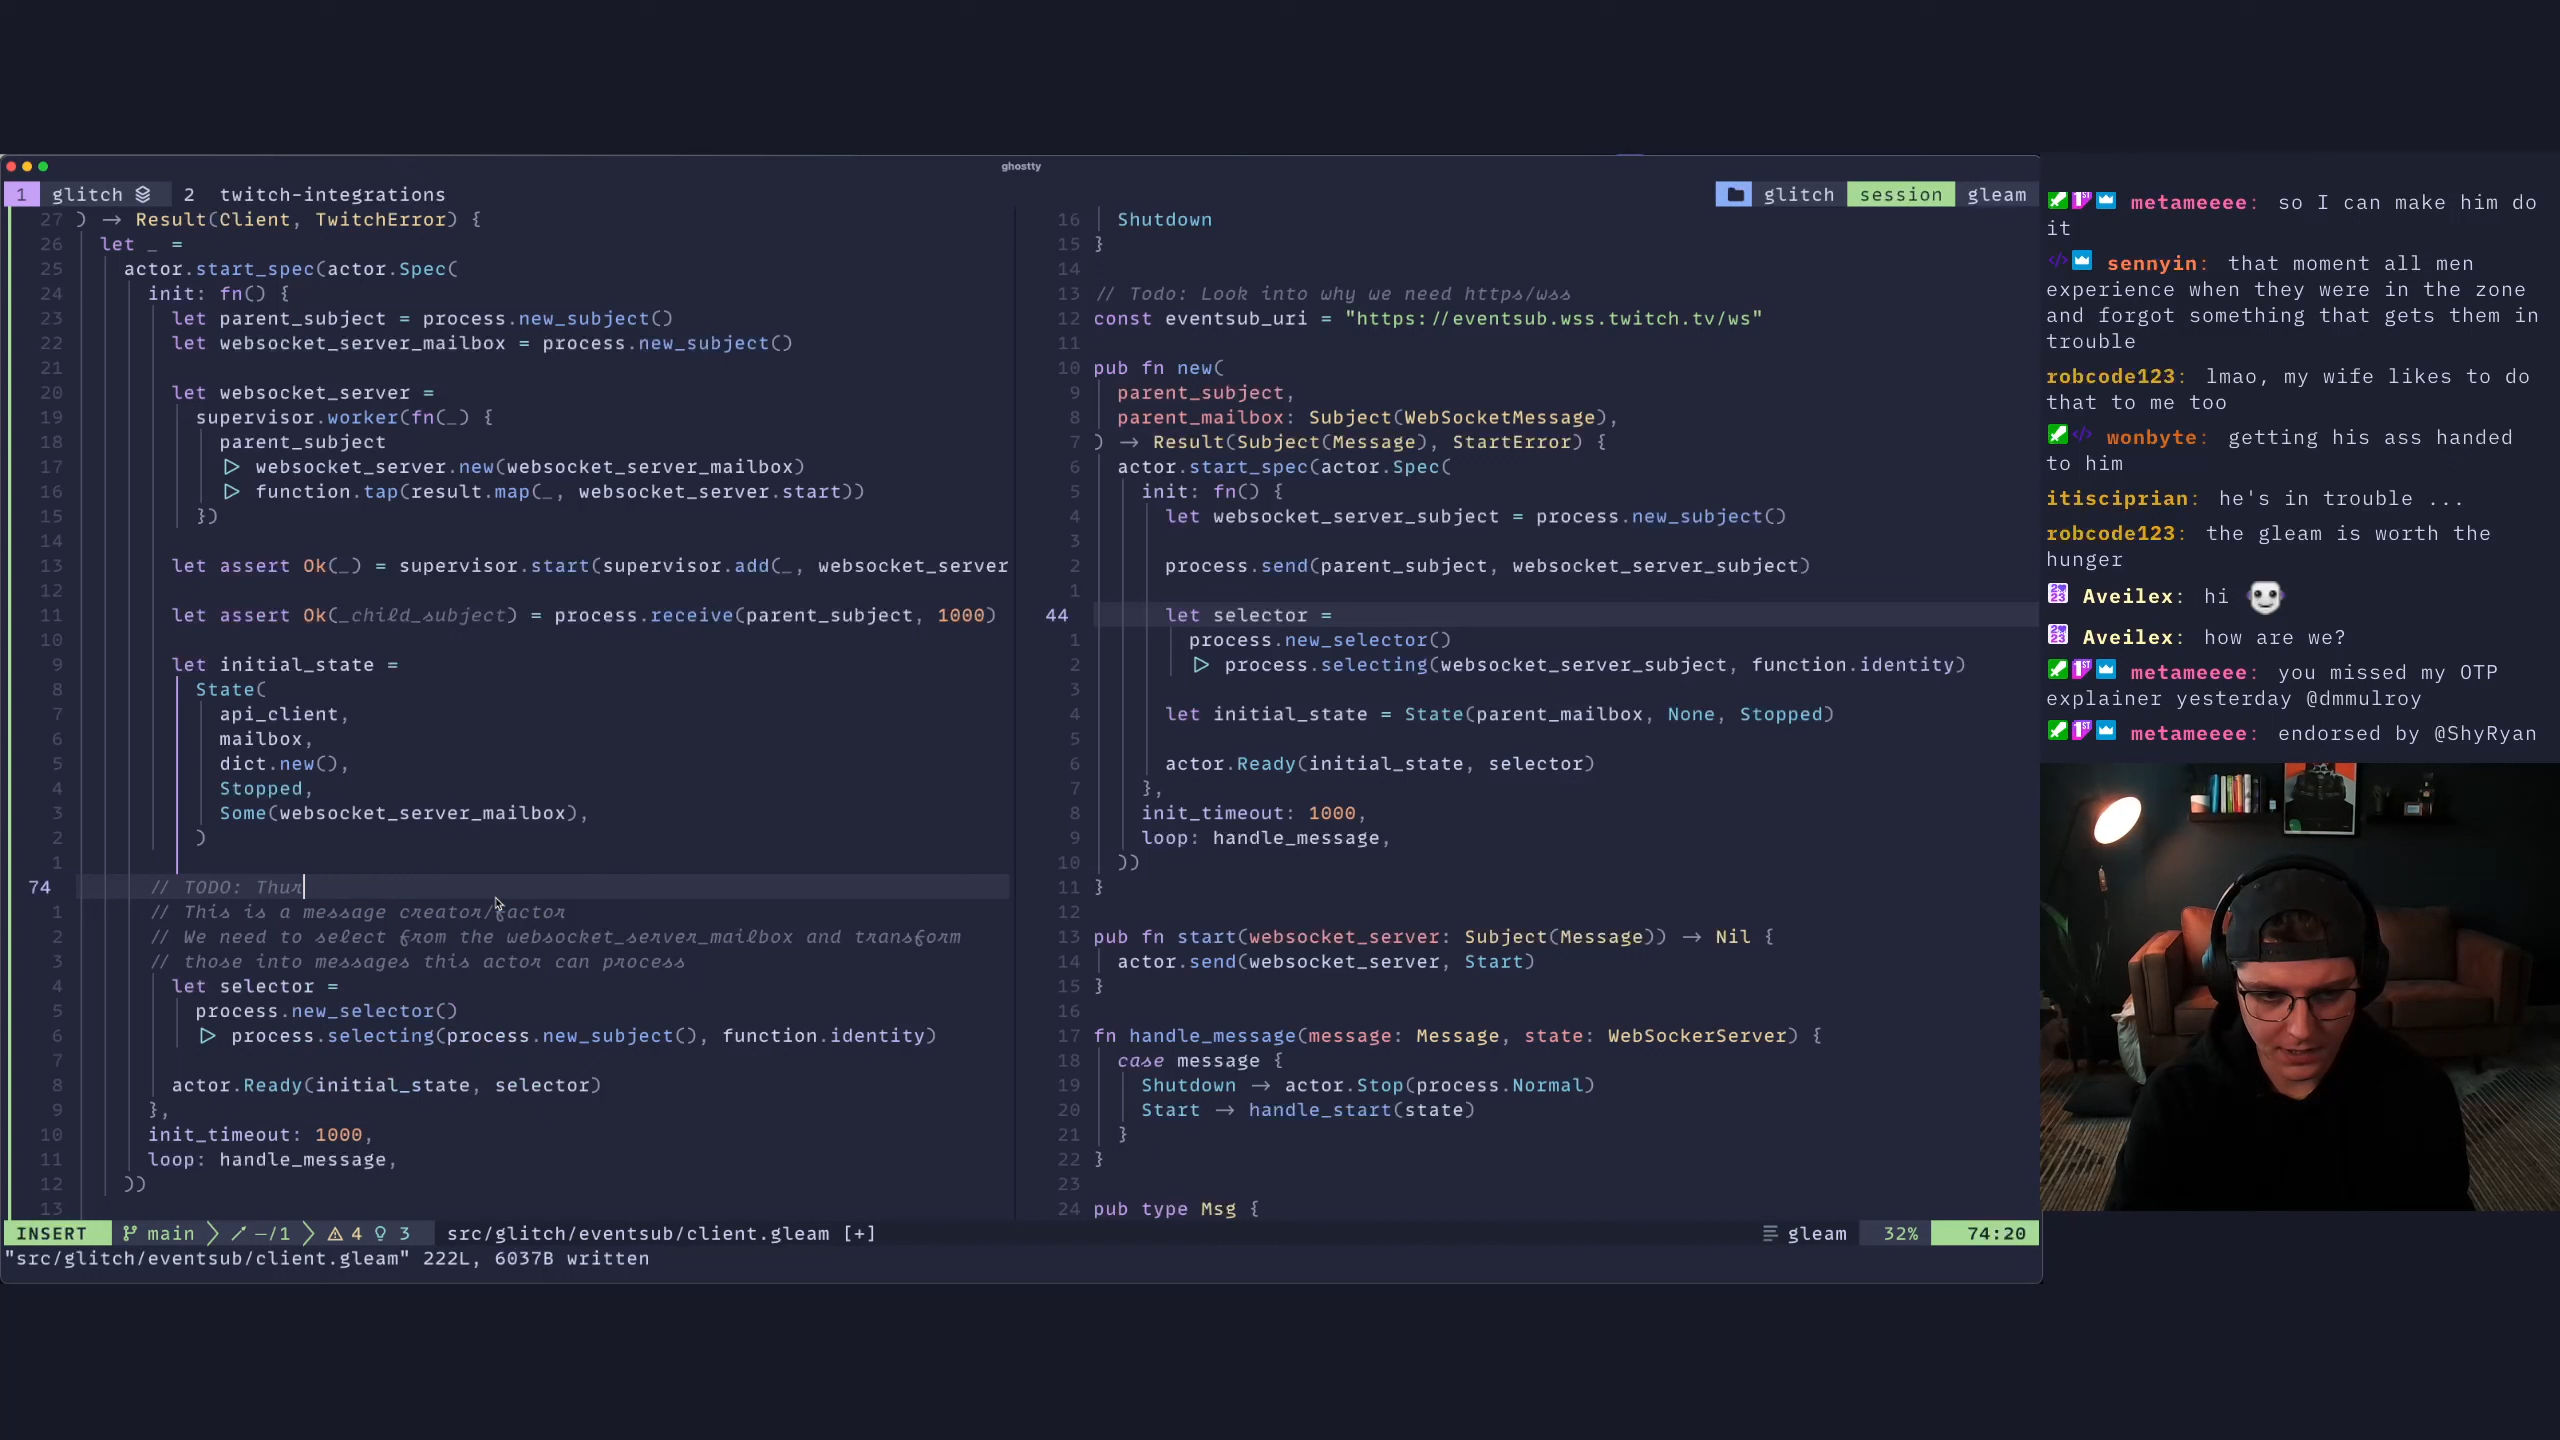 ghostty
1 glitch 2 twitch-integrations
glitch session gleam
27 ) → Result(Client, TwitchError) {
26 let _ =
25 actor.start_spec(actor.Spec(
24 init: fn() {
23 let parent_subject = process.new_subject()
22 let websocket_server_mailbox = process.new_subject()
21
20 let websocket_server =
19 supervisor.worker(fn(_) {
18 parent_subject
17 ▷ websocket_server.new(websocket_server_mailbox)
16 ▷ function.tap(result.map(_, websocket_server.start))
15 })
14
13 let assert Ok(_) = supervisor.start(supervisor.add(_, websocket_server
12
11 let assert Ok(_child_subject) = process.receive(parent_subject, 1000)
10
9 let initial_state =
8 State(
7 api_client,
6 mailbox,
5 dict.new(),
4 Stopped,
3 Some(websocket_server_mailbox),
2 )
1
74 // TODO: Thur
1 // This is a message creator/factor
2 // We need to select from the websocket_server_mailbox and transform
3 // those into messages this actor can process
4 let selector =
5 process.new_selector()
6 ▷ process.selecting(process.new_subject(), function.identity)
7
8 actor.Ready(initial_state, selector)
9 },
10 init_timeout: 1000,
11 loop: handle_message,
12 ))
13
16 Shutdown
15 }
14
13 // Todo: Look into why we need https/wss
12 const eventsub_uri = "https://eventsub.wss.twitch.tv/ws"
11
10 pub fn new(
9 parent_subject,
8 parent_mailbox: Subject(WebSocketMessage),
7 ) → Result(Subject(Message), StartError) {
6 actor.start_spec(actor.Spec(
5 init: fn() {
4 let websocket_server_subject = process.new_subject()
3
2 process.send(parent_subject, websocket_server_subject)
1
44 let selector =
1 process.new_selector()
2 ▷ process.selecting(websocket_server_subject, function.identity)
3
4 let initial_state = State(parent_mailbox, None, Stopped)
5
6 actor.Ready(initial_state, selector)
7 },
8 init_timeout: 1000,
9 loop: handle_message,
10 ))
11 }
12
13 pub fn start(websocket_server: Subject(Message)) → Nil {
14 actor.send(websocket_server, Start)
15 }
16
17 fn handle_message(message: Message, state: WebSockerServer) {
18 case message {
19 Shutdown → actor.Stop(process.Normal)
20 Start → handle_start(state)
21 }
22 }
23
24 pub type Msg {
INSERT main —/1 4 3 src/glitch/eventsub/client.gleam [+]
gleam 32% 74:20
"src/glitch/eventsub/client.gleam" 222L, 6037B written
metameeee: so I can make him do
it
sennyin: that moment all men
experience when they were in the zone
and forgot something that gets them in
trouble
robcode123: lmao, my wife likes to do
that to me too
wonbyte: getting his ass handed
to him
itisciprian: he's in trouble ...
robcode123: the gleam is worth the
hunger
Aveilex: hi
Aveilex: how are we?
metameeee: you missed my OTP
explainer yesterday @dmmulroy
metameeee: endorsed by @ShyRyan